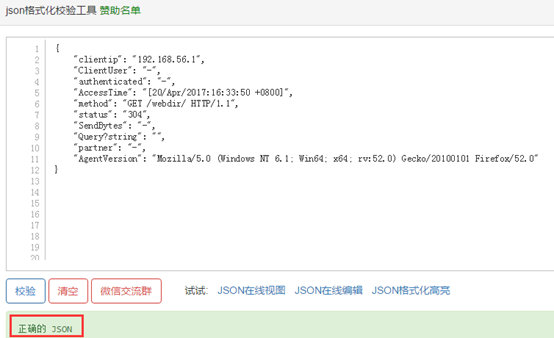 json格式化校验工具 赞助名单
1 {
2 "clientip": "192.168.56.1",
3 "ClientUser": "-",
4 "authenticated": "-",
5 "AccessTime": "[20/Apr/2017:16:33:50 +0800]",
6 "method": "GET /webdir/ HTTP/1.1",
7 "status": "304",
8 "SendBytes": "-",
9 "Query?string": "",
10 "partner": "-",
11 "AgentVersion": "Mozilla/5.0 (Windows NT 6.1; Win64; x64; rv:52.0) Gecko/20100101 Firefox/52.0"
12 }
13
14
15
16
17
18
19
20
校验 清空 微信交流群 试试: JSON在线视图 JSON在线编辑 JSON格式化高亮
正确的 JSON